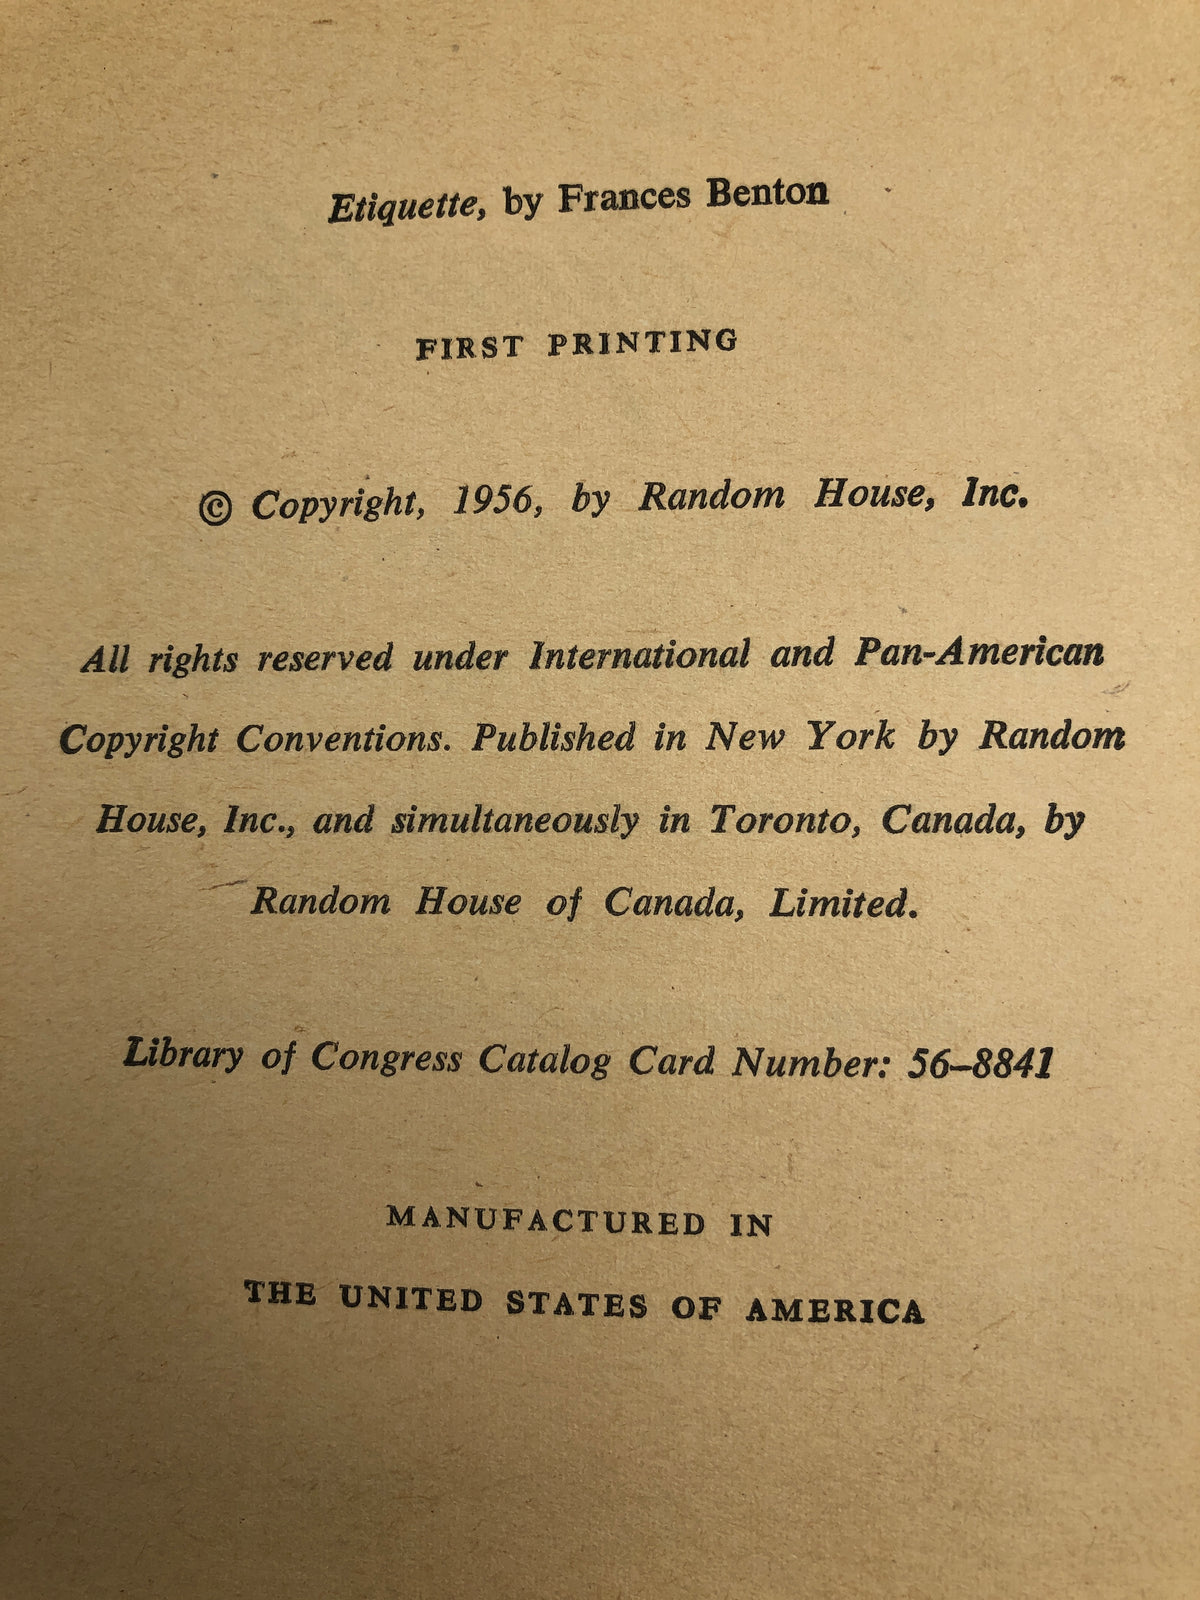 Etiquette, by Frances Benton
FIRST PRINTING
© Copyright, 1956, by Random House, Inc.
All rights reserved under International and Pan-American
Copyright Conventions. Published in New York by Random
House, Inc., and simultaneously in Toronto, Canada, by
Random House of Canada, Limited.
Library of Congress Catalog Card Number: 56–8841
MANUFACTURED IN
THE UNITED STATES OF AMERICA